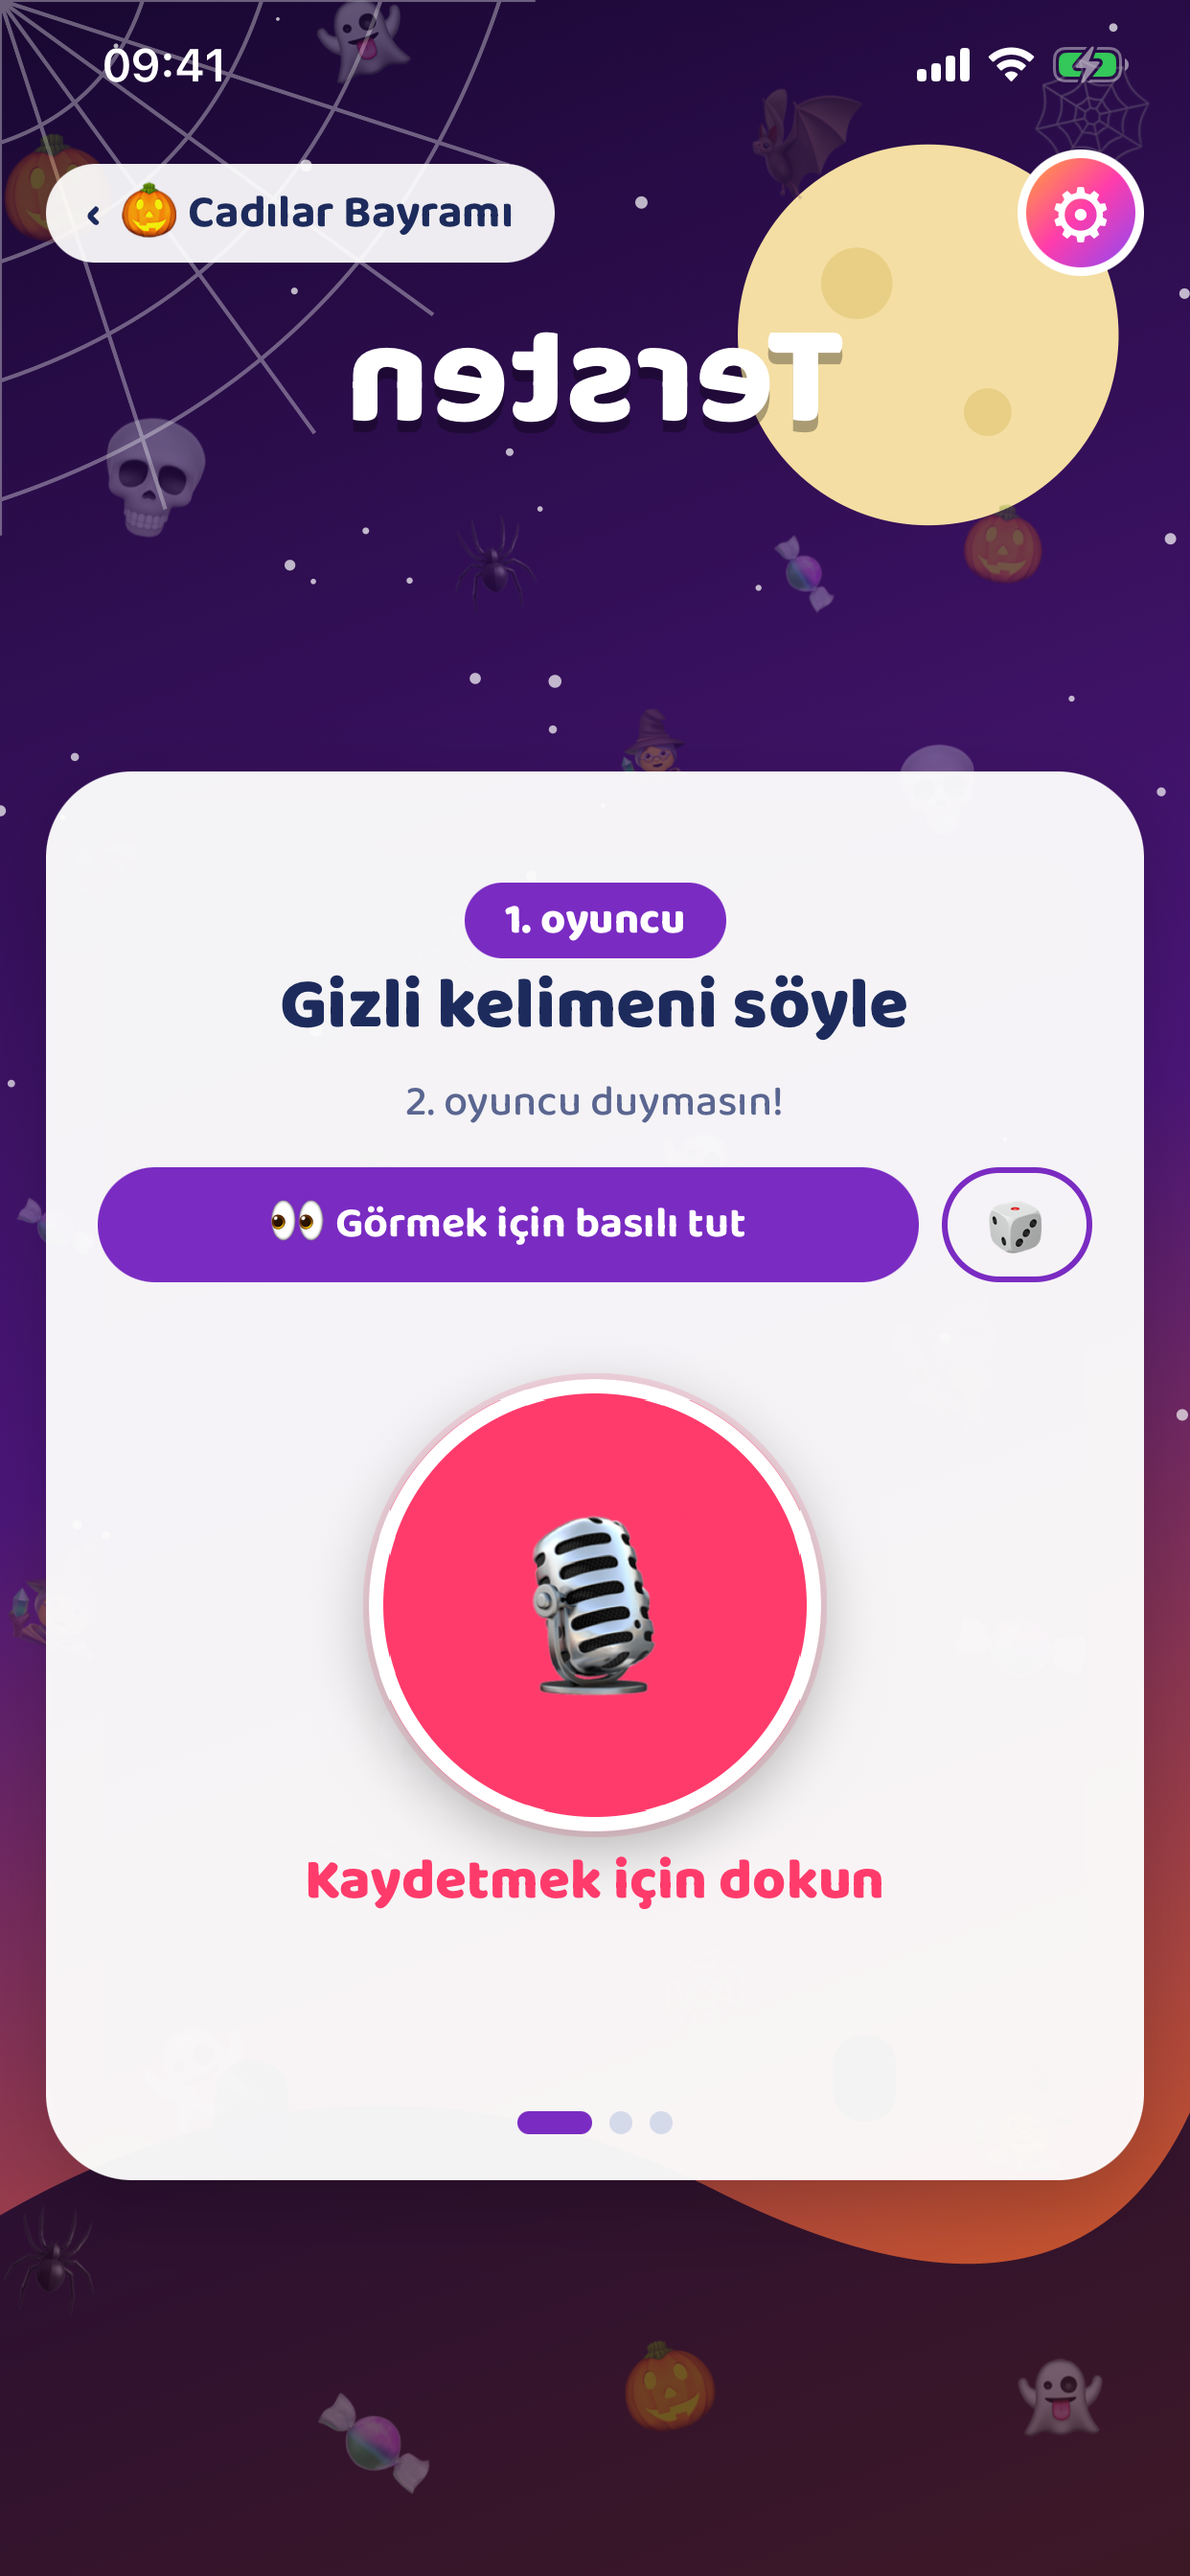 09:41
‹ 🎃 Cadılar Bayramı
Tersten
1. oyuncu
Gizli kelimeni söyle
2. oyuncu duymasın!
👀 Görmek için basılı tut
Kaydetmek için dokun